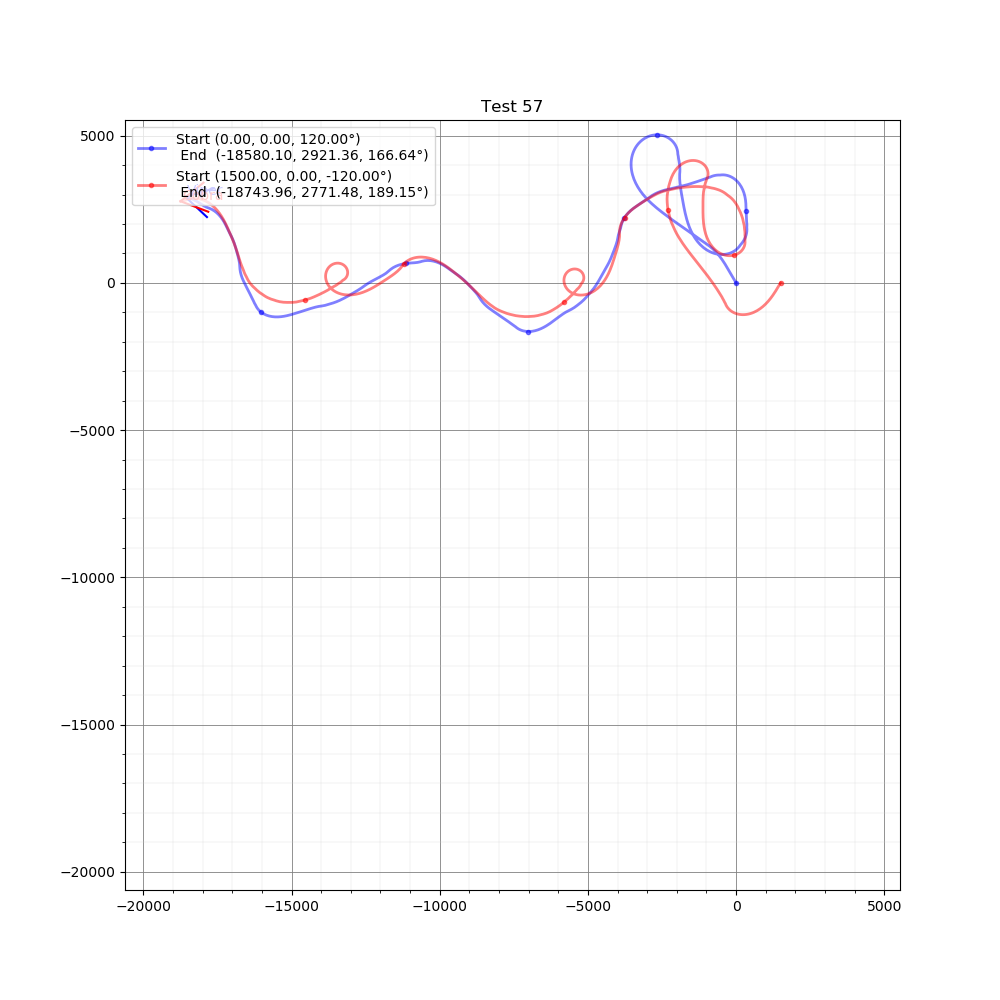 Test 57
Start (0.00, 0.00, 120.00°)
End  (-18580.10, 2921.36, 166.64°)
Start (1500.00, 0.00, -120.00°)
End  (-18743.96, 2771.48, 189.15°)
5000
0
−5000
−10000
−15000
−20000
−20000 −15000 −10000 −5000 0 5000